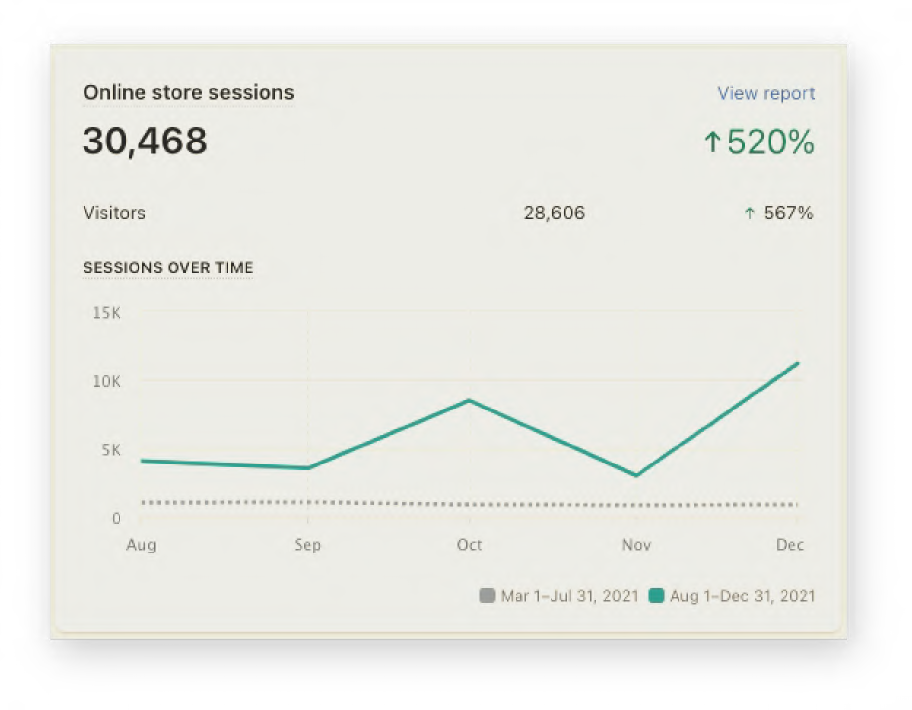 Online store sessions View report
30,468 ↑520%
Visitors 28,606 ↑ 567%
SESSIONS OVER TIME
15K
10K
5K
0
Aug Sep Oct Nov Dec
Mar 1–Jul 31, 2021 Aug 1–Dec 31, 2021